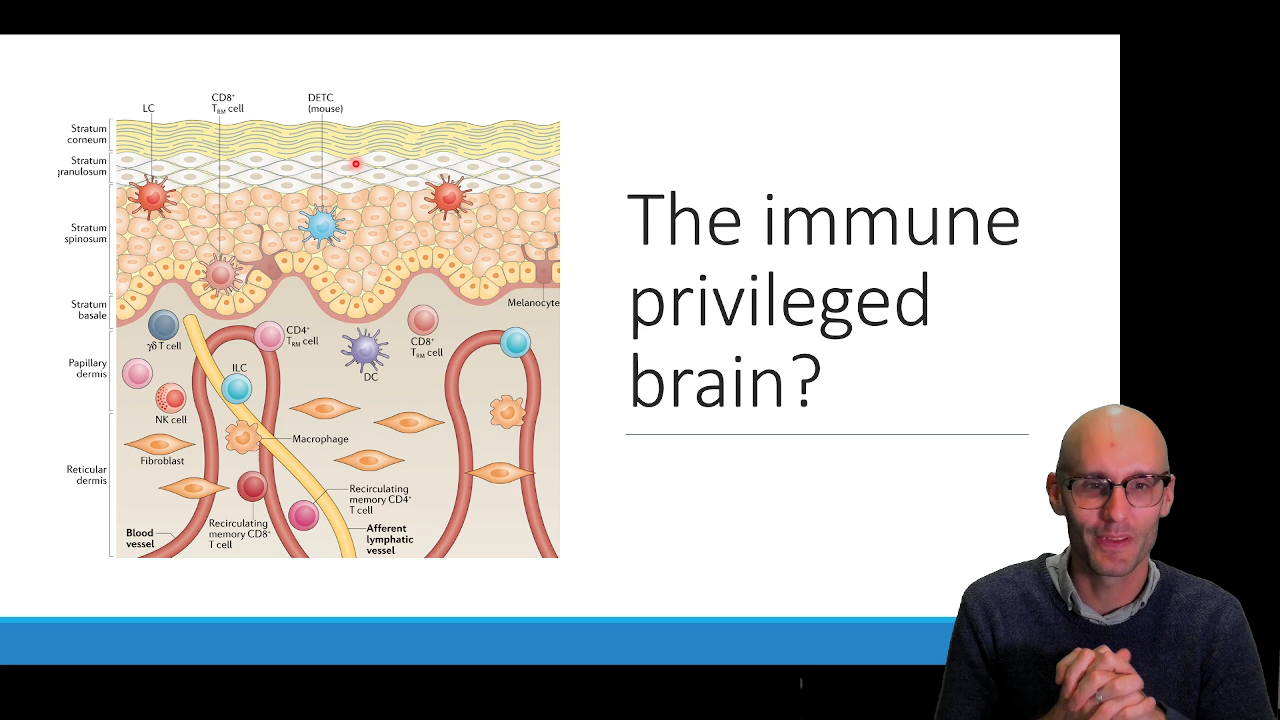 LC
CD8⁺
T_RM cell
DETC
(mouse)
Stratum
corneum
Stratum
granulosum
Stratum
spinosum
Stratum
basale
Melanocyte
γδ T cell
CD4⁺
T_RM cell
CD8⁺
T_RM cell
DC
ILC
Papillary
dermis
NK cell
Macrophage
Fibroblast
Reticular
dermis
Recirculating
memory CD4⁺
T cell
Recirculating
memory CD8⁺
T cell
Blood
vessel
Afferent
lymphatic
vessel
The immune
privileged
brain?